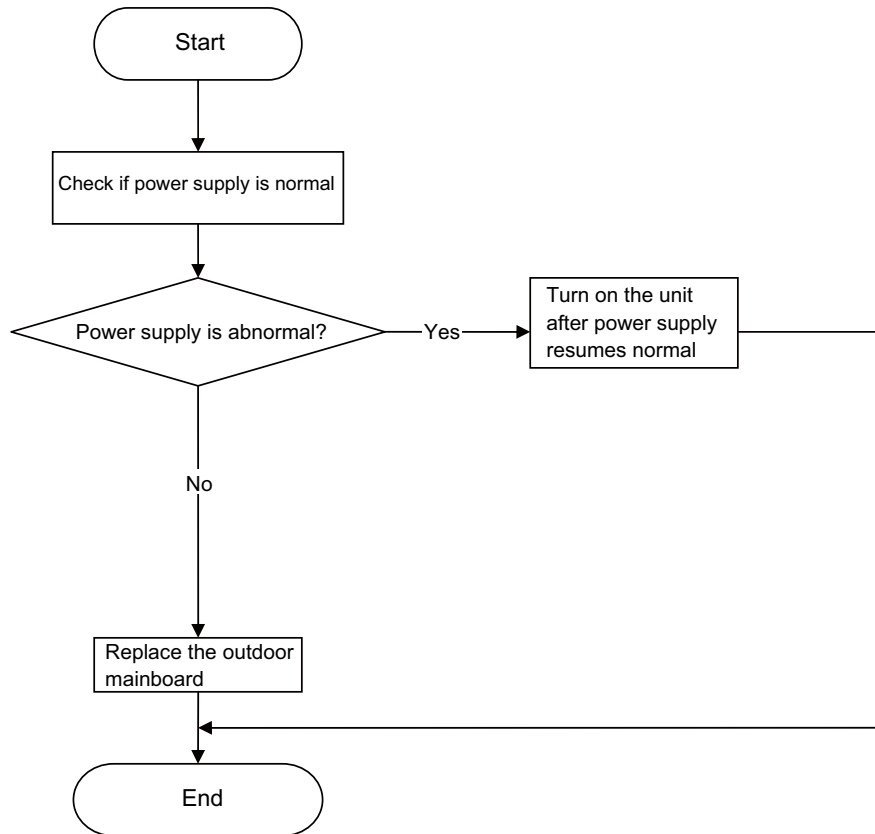 Start
Check if power supply is normal
Power supply is abnormal?
Yes
Turn on the unit
after power supply
resumes normal
No
Replace the outdoor
mainboard
End